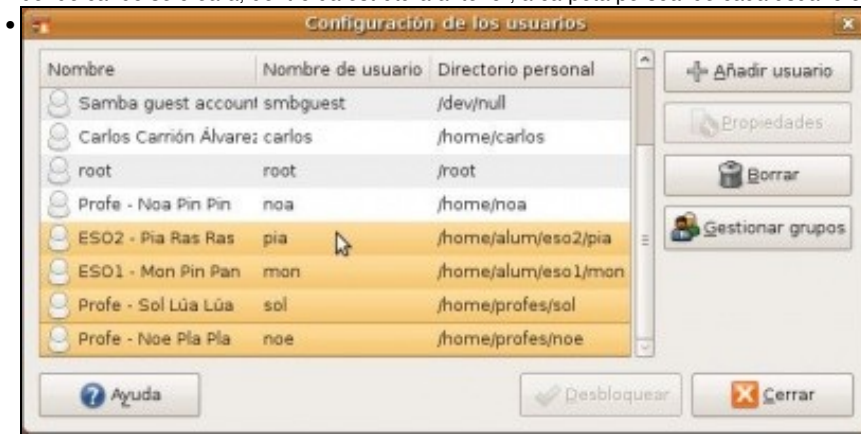 Configuración de los usuarios
Nombre Nombre de usuario Directorio personal
Samba guest account smbguest /dev/null
Carlos Carrión Álvarez carlos /home/carlos
root root /root
Profe - Noa Pin Pin noa /home/noa
ESO2 - Pia Ras Ras pia /home/alum/eso2/pia
ESO1 - Mon Pin Pan mon /home/alum/eso1/mon
Profe - Sol Lúa Lúa sol /home/profes/sol
Profe - Noe Pla Pla noe /home/profes/noe
Añadir usuario
Propiedades
Borrar
Gestionar grupos
Ayuda
Desbloquear
Cerrar